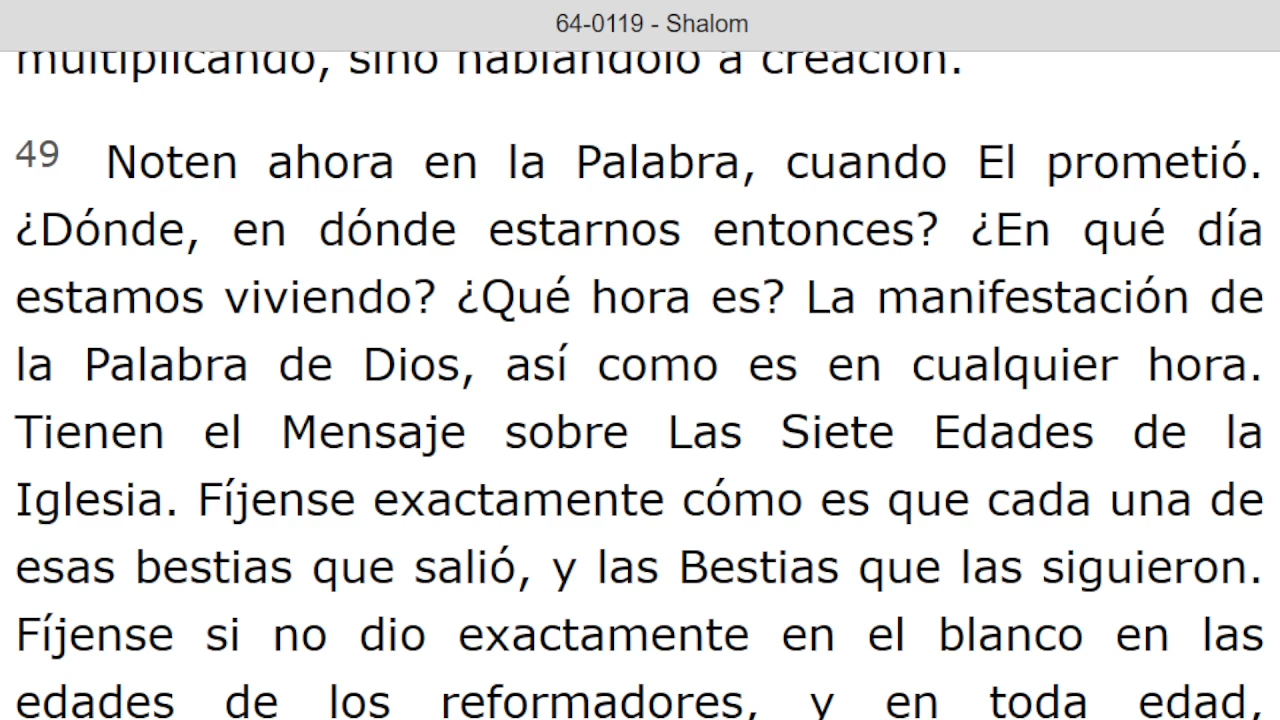 64-0119 - Shalom
multiplicando, sino hablándolo a creación.
49 Noten ahora en la Palabra, cuando El prometió.
¿Dónde, en dónde estarnos entonces? ¿En qué día
estamos viviendo? ¿Qué hora es? La manifestación de
la Palabra de Dios, así como es en cualquier hora.
Tienen el Mensaje sobre Las Siete Edades de la
Iglesia. Fíjense exactamente cómo es que cada una de
esas bestias que salió, y las Bestias que las siguieron.
Fíjense si no dio exactamente en el blanco en las
edades de los reformadores, y en toda edad,